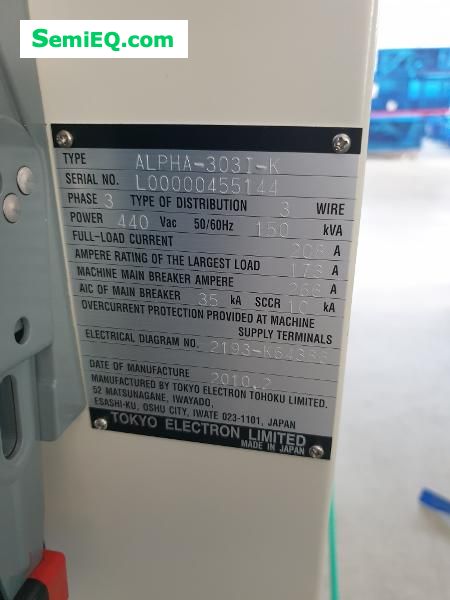 SemiEQ.com
TYPE ALPHA-303I-K
SERIAL NO. L00000455144
PHASE 3 TYPE OF DISTRIBUTION 3 WIRE
POWER 440 Vac 50/60Hz 150 kVA
FULL-LOAD CURRENT A
AMPERE RATING OF THE LARGEST LOAD 173 A
MACHINE MAIN BREAKER AMPERE A
AIC OF MAIN BREAKER 35 kA SCCR 10 kA
OVERCURRENT PROTECTION PROVIDED AT MACHINE
SUPPLY TERMINALS
ELECTRICAL DIAGRAM NO.
DATE OF MANUFACTURE 2010.2
MANUFACTURED BY TOKYO ELECTRON TOHOKU LIMITED.
52 MATSUNAGANE, IWAYADO,
ESASHI-KU, OSHU CITY, IWATE 023-1101, JAPAN
TOKYO ELECTRON LIMITED
MADE IN JAPAN